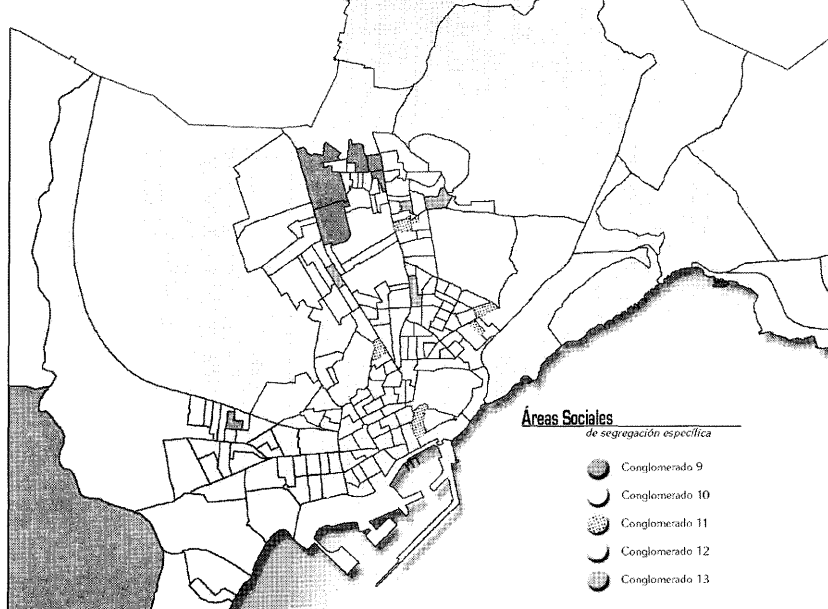 Áreas Sociales
de segregación específica
Conglomerado 9
Conglomerado 10
Conglomerado 11
Conglomerado 12
Conglomerado 13